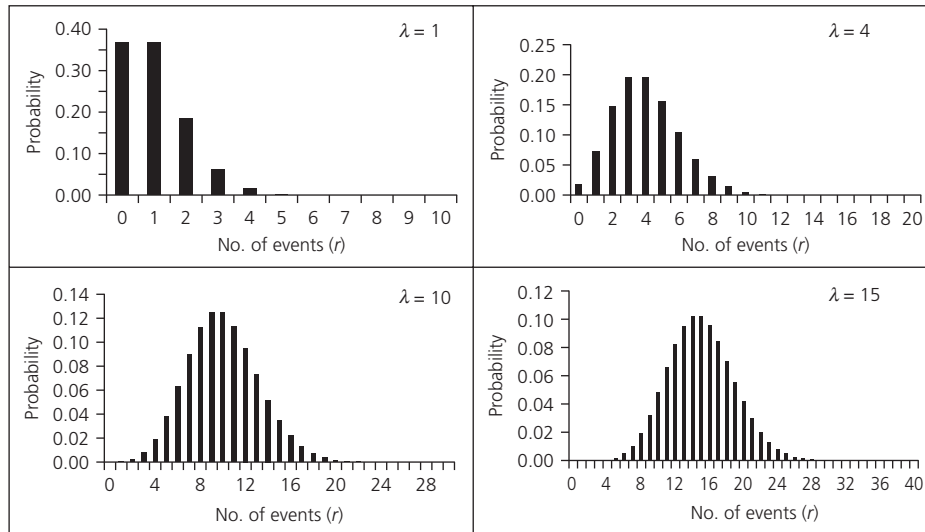 λ = 1
Probability
0.40
0.30
0.20
0.10
0.00
0 1 2 3 4 5 6 7 8 9 10
No. of events (r)
λ = 4
Probability
0.25
0.20
0.15
0.10
0.05
0.00
0 2 4 6 8 10 12 14 16 18 20
No. of events (r)
λ = 10
Probability
0.14
0.12
0.10
0.08
0.06
0.04
0.02
0.00
0 4 8 12 16 20 24 28
No. of events (r)
λ = 15
Probability
0.12
0.10
0.08
0.06
0.04
0.02
0.00
0 4 8 12 16 20 24 28 32 36 40
No. of events (r)